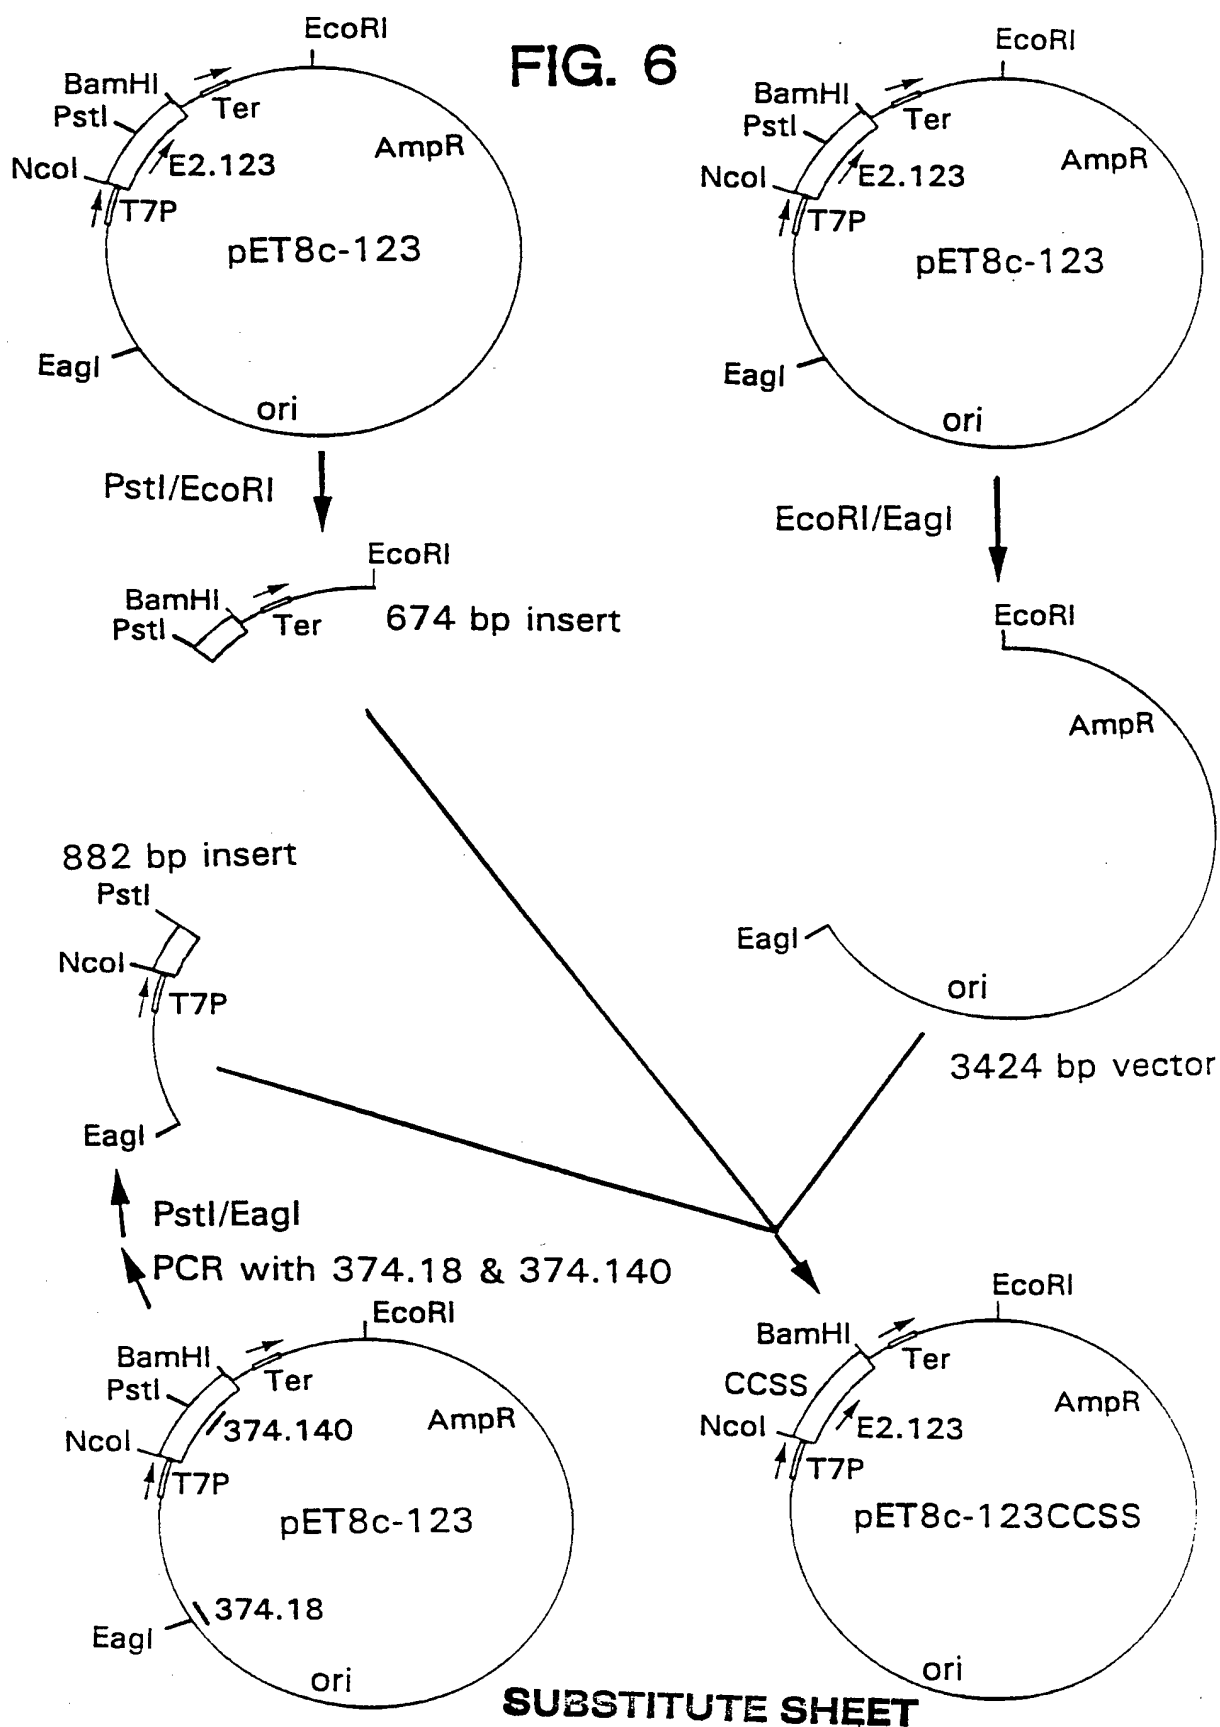 FIG. 6
EcoRI
BamHI
Ter
PstI
AmpR
NcoI
E2.123
T7P
pET8c-123
EagI
ori
EcoRI
BamHI
Ter
PstI
AmpR
NcoI
E2.123
T7P
pET8c-123
EagI
ori
PstI/EcoRI
EcoRI/EagI
EcoRI
BamHI
PstI
Ter
674 bp insert
EcoRI
AmpR
EagI
ori
3424 bp vector
882 bp insert
PstI
NcoI
T7P
EagI
PstI/EagI
PCR with 374.18 & 374.140
EcoRI
BamHI
Ter
PstI
AmpR
374.140
NcoI
T7P
pET8c-123
374.18
EagI
ori
EcoRI
BamHI
Ter
CCSS
AmpR
NcoI
E2.123
T7P
pET8c-123CCSS
ori
SUBSTITUTE SHEET